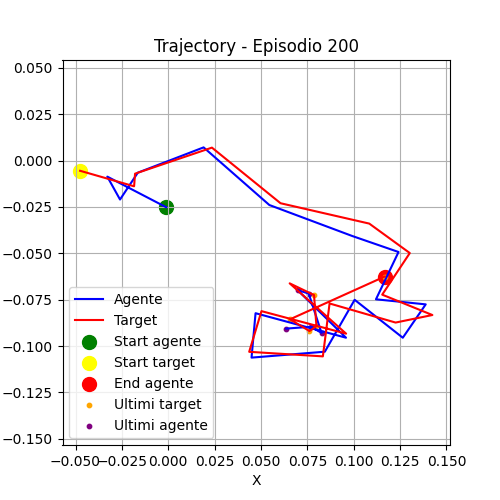 Trajectory - Episodio 200
0.050
0.025
0.000
−0.025
−0.050
−0.075
−0.100
−0.125
−0.150
Agente
Target
Start agente
Start target
End agente
Ultimi target
Ultimi agente
−0.050 −0.025 0.000 0.025 0.050 0.075 0.100 0.125 0.150
X